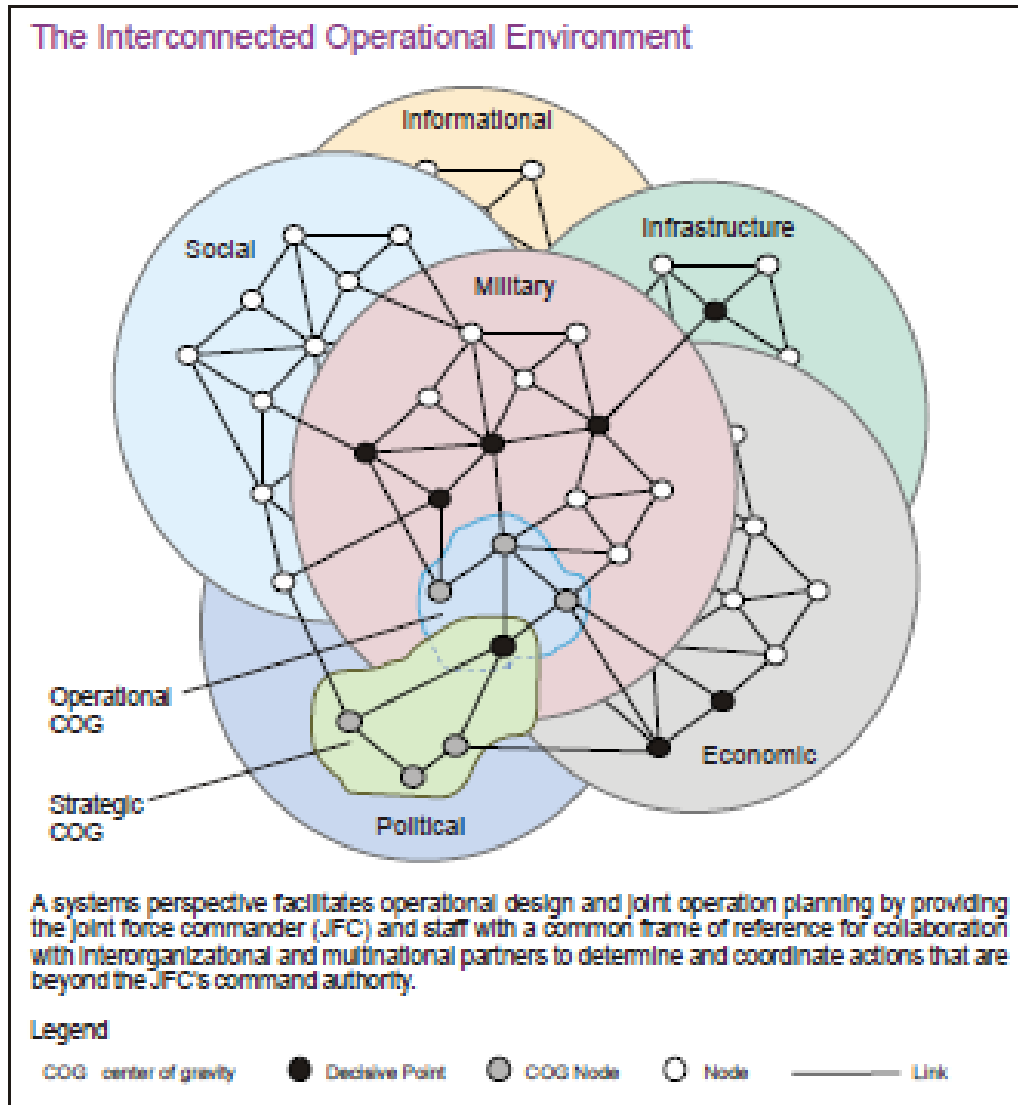 The Interconnected Operational Environment
Informational
Social
Infrastructure
Military
Operational
COG
Economic
Strategic
COG
Political
A systems perspective facilitates operational design and joint operation planning by providing
the joint force commander (JFC) and staff with a common frame of reference for collaboration
with interorganizational and multinational partners to determine and coordinate actions that are
beyond the JFC's command authority.
Legend
COG center of gravity Decisive Point COG Node Node Link